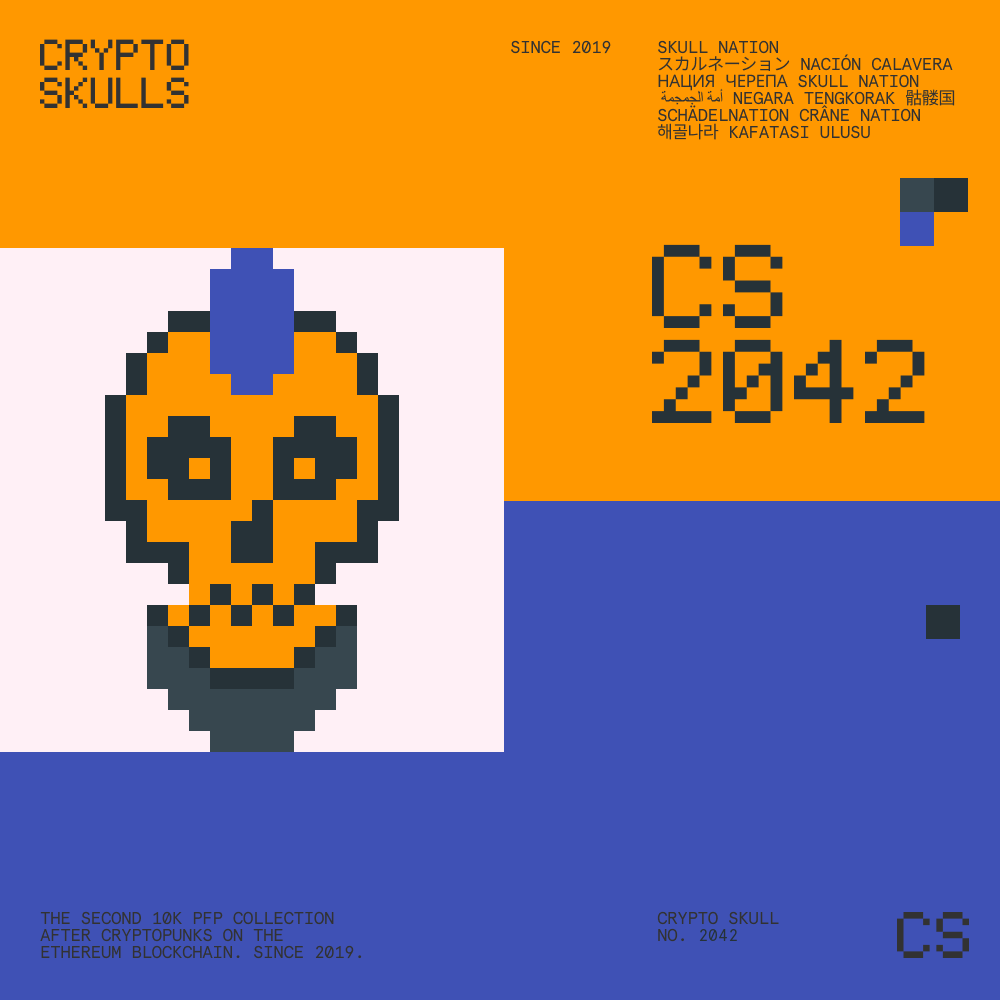 CRYPTO
SKULLS
SINCE 2019
SKULL NATION
スカルネーション NACIÓN CALAVERA
НАЦИЯ ЧЕРЕПА SKULL NATION
أمة الجمجمة NEGARA TENGKORAK 骷髅国
SCHÄDELNATION CRÂNE NATION
해골나라 KAFATASI ULUSU
CS
2042
THE SECOND 10K PFP COLLECTION
AFTER CRYPTOPUNKS ON THE
ETHEREUM BLOCKCHAIN. SINCE 2019.
CRYPTO SKULL
NO. 2042
CS